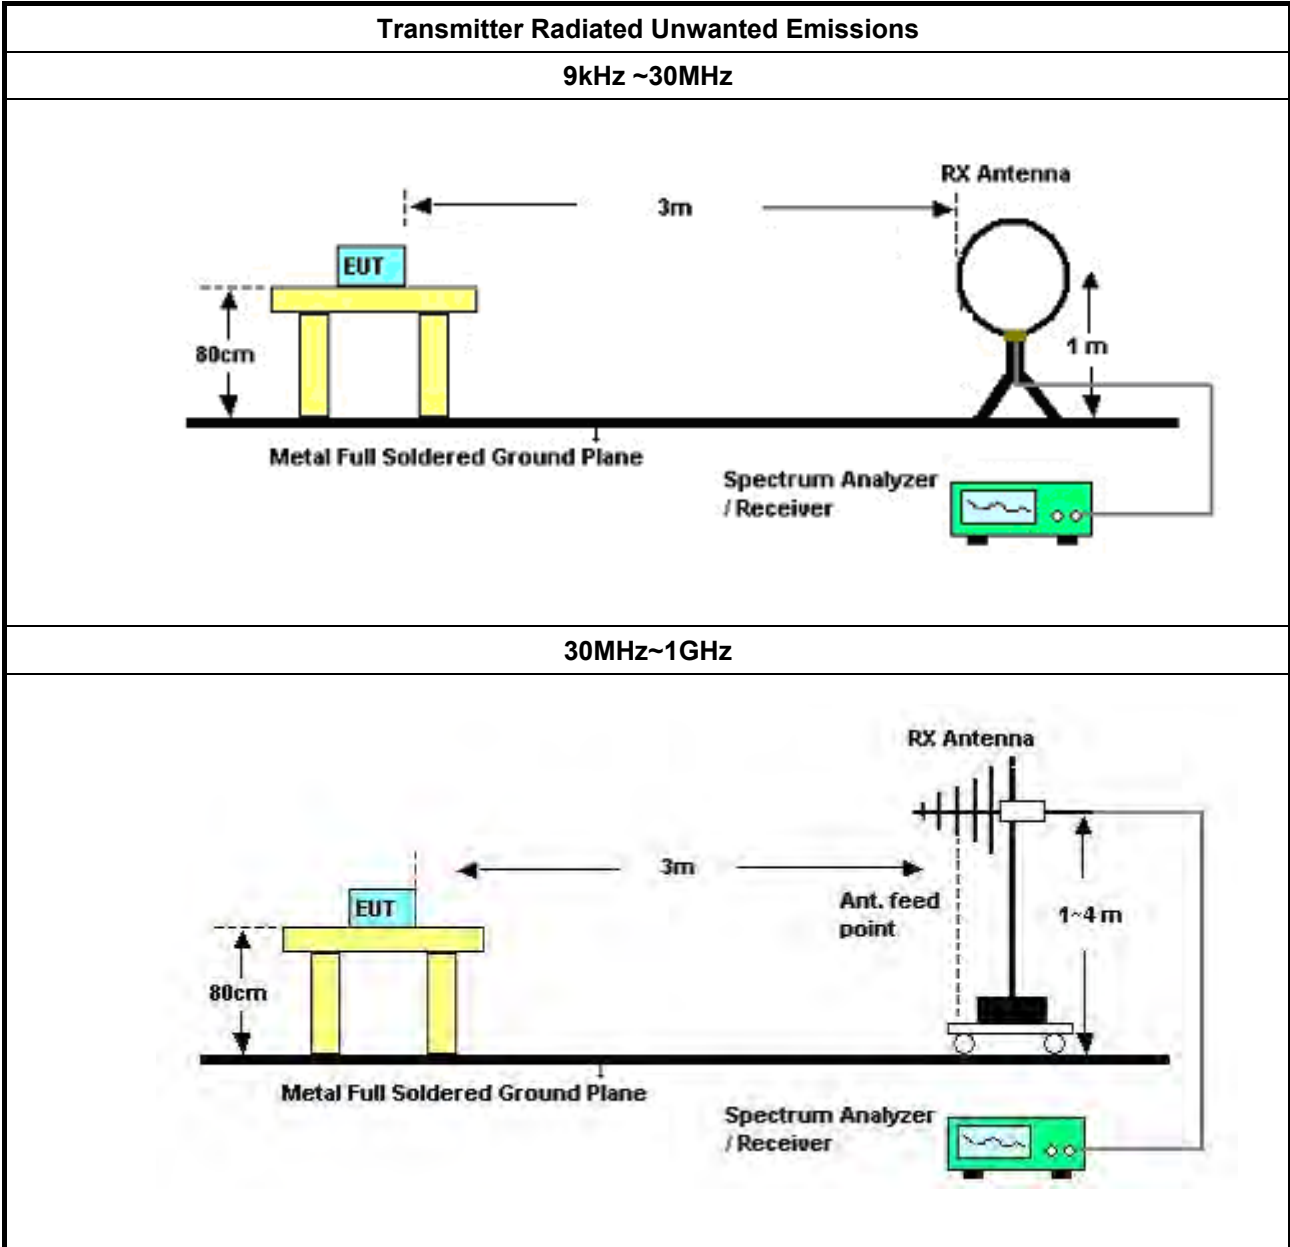 Transmitter Radiated Unwanted Emissions
9kHz ~30MHz
RX Antenna
3m
EUT
80cm
1 m
Metal Full Soldered Ground Plane
Spectrum Analyzer
/ Receiver
30MHz~1GHz
RX Antenna
3m
EUT
Ant. feed
point
1~4 m
80cm
Metal Full Soldered Ground Plane
Spectrum Analyzer
/ Receiver